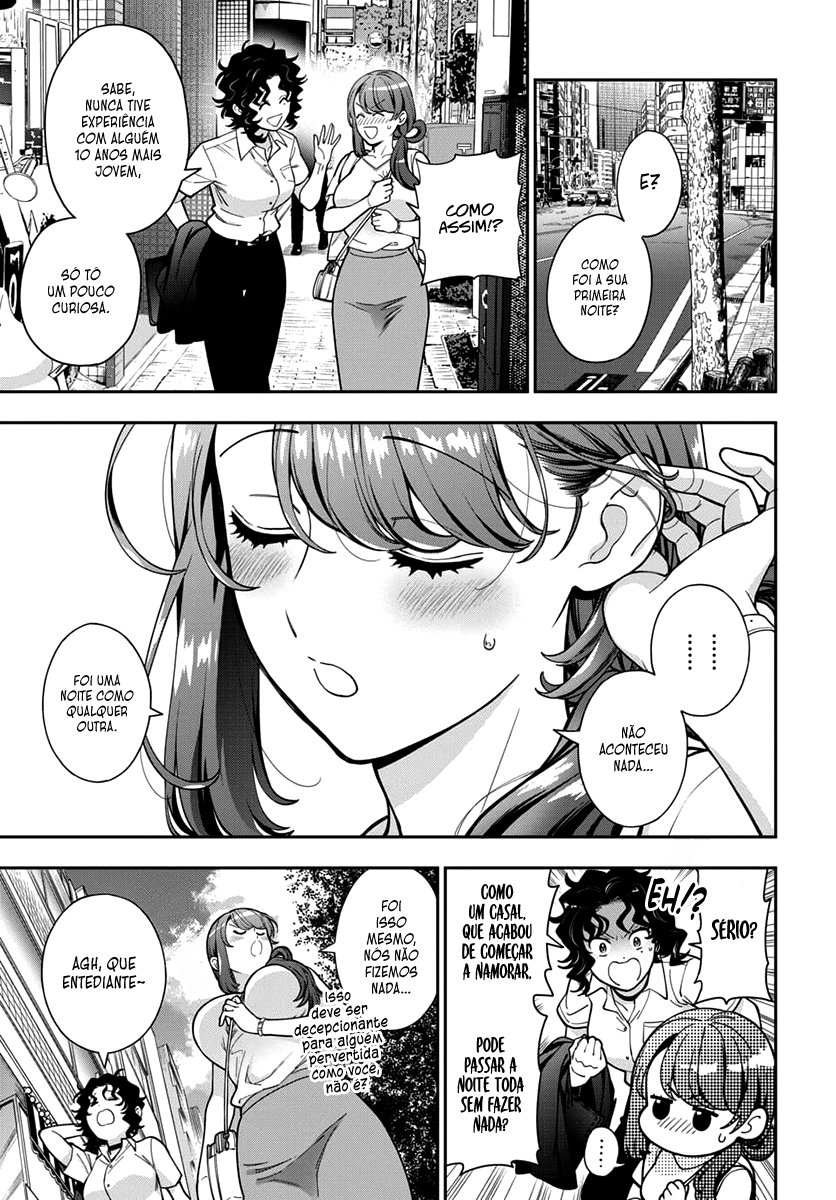 E?
COMO
FOI A SUA
PRIMEIRA
NOITE?
COMO
ASSIM!?
SABE,
NUNCA TIVE
EXPERIÊNCIA
COM ALGUÉM
10 ANOS MAIS
JOVEM,
SÓ TÔ
UM POUCO
CURIOSA.
......
NÃO
ACONTECEU
NADA...
FOI UMA
NOITE COMO
QUALQUER
OUTRA.
EH!?
SÉRIO?
COMO
UM CASAL,
QUE ACABOU
DE COMEÇAR
A NAMORAR.
PODE
PASSAR A
NOITE TODA
SEM FAZER
NADA?
....
FOI
ISSO
MESMO,
NÓS NÃO
FIZEMOS
NADA...
Isso
deve ser
decepcionante
para alguém
pervertida
como você,
não é?
AGH, QUE
ENTEDIANTE~